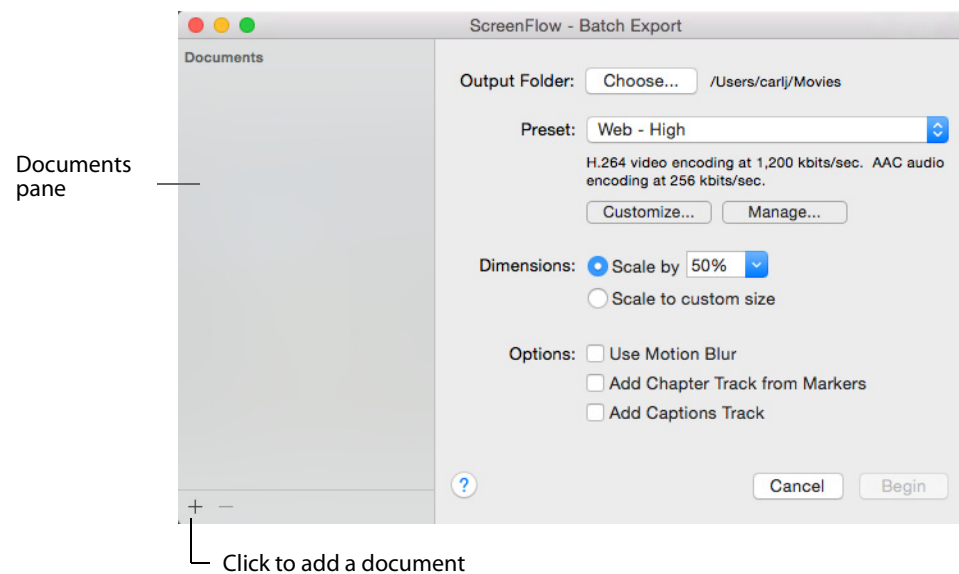 ScreenFlow - Batch Export
Documents
Output Folder: Choose... /Users/carlj/Movies
Preset: Web - High
H.264 video encoding at 1,200 kbits/sec. AAC audio
encoding at 256 kbits/sec.
Customize... Manage...
Documents
pane
Dimensions: Scale by 50%
Scale to custom size
Options: Use Motion Blur
Add Chapter Track from Markers
Add Captions Track
? Cancel Begin
+ −
Click to add a document